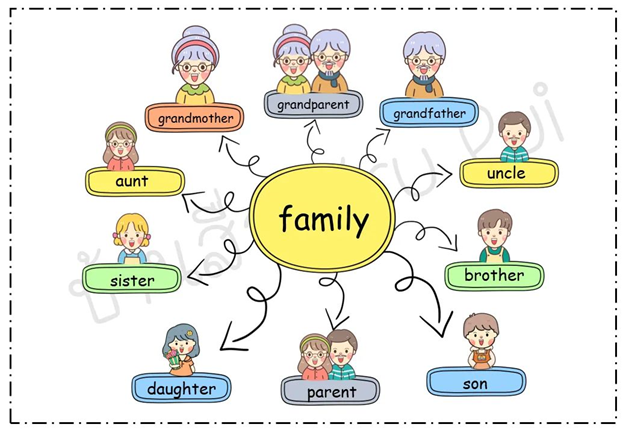 grandmother
grandparent
grandfather
aunt
uncle
family
sister
brother
daughter
parent
son